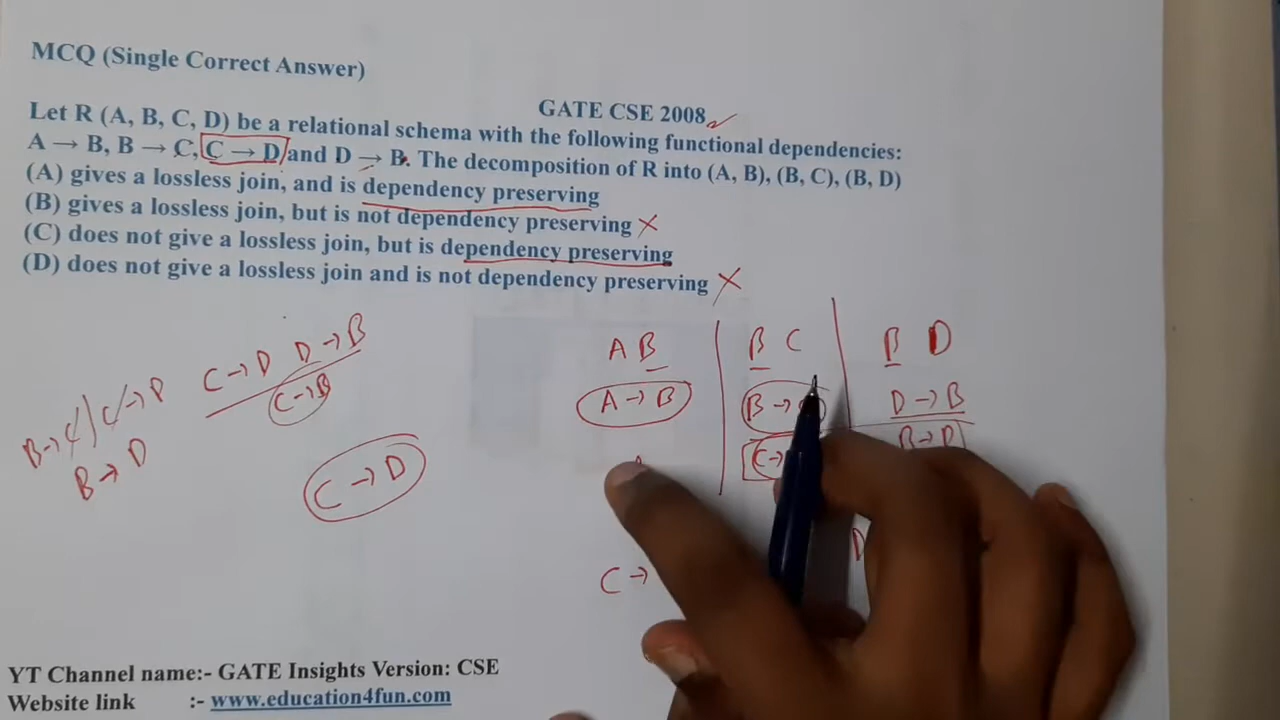 MCQ (Single Correct Answer)
GATE CSE 2008
Let R (A, B, C, D) be a relational schema with the following functional dependencies:
A → B, B → C, C → D and D → B. The decomposition of R into (A, B), (B, C), (B, D)
(A) gives a lossless join, and is dependency preserving
(B) gives a lossless join, but is not dependency preserving
(C) does not give a lossless join, but is dependency preserving
(D) does not give a lossless join and is not dependency preserving
B→C C→D
B→D
C→D D→B
C→B
C→D
A B
A→B
B C
B→
C→
B D
D→B
B→D
C→
D
YT Channel name:- GATE Insights Version: CSE
Website link :- www.education4fun.com